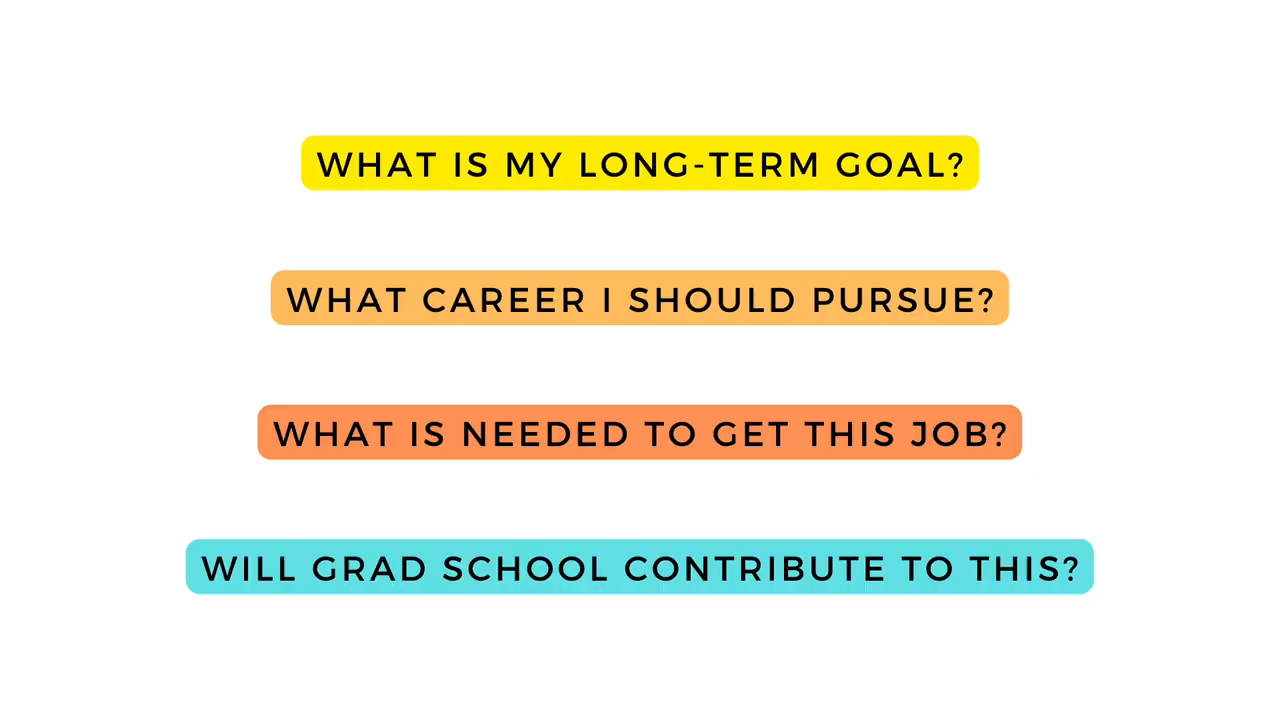 WHAT IS MY LONG-TERM GOAL?
WHAT CAREER I SHOULD PURSUE?
WHAT IS NEEDED TO GET THIS JOB?
WILL GRAD SCHOOL CONTRIBUTE TO THIS?